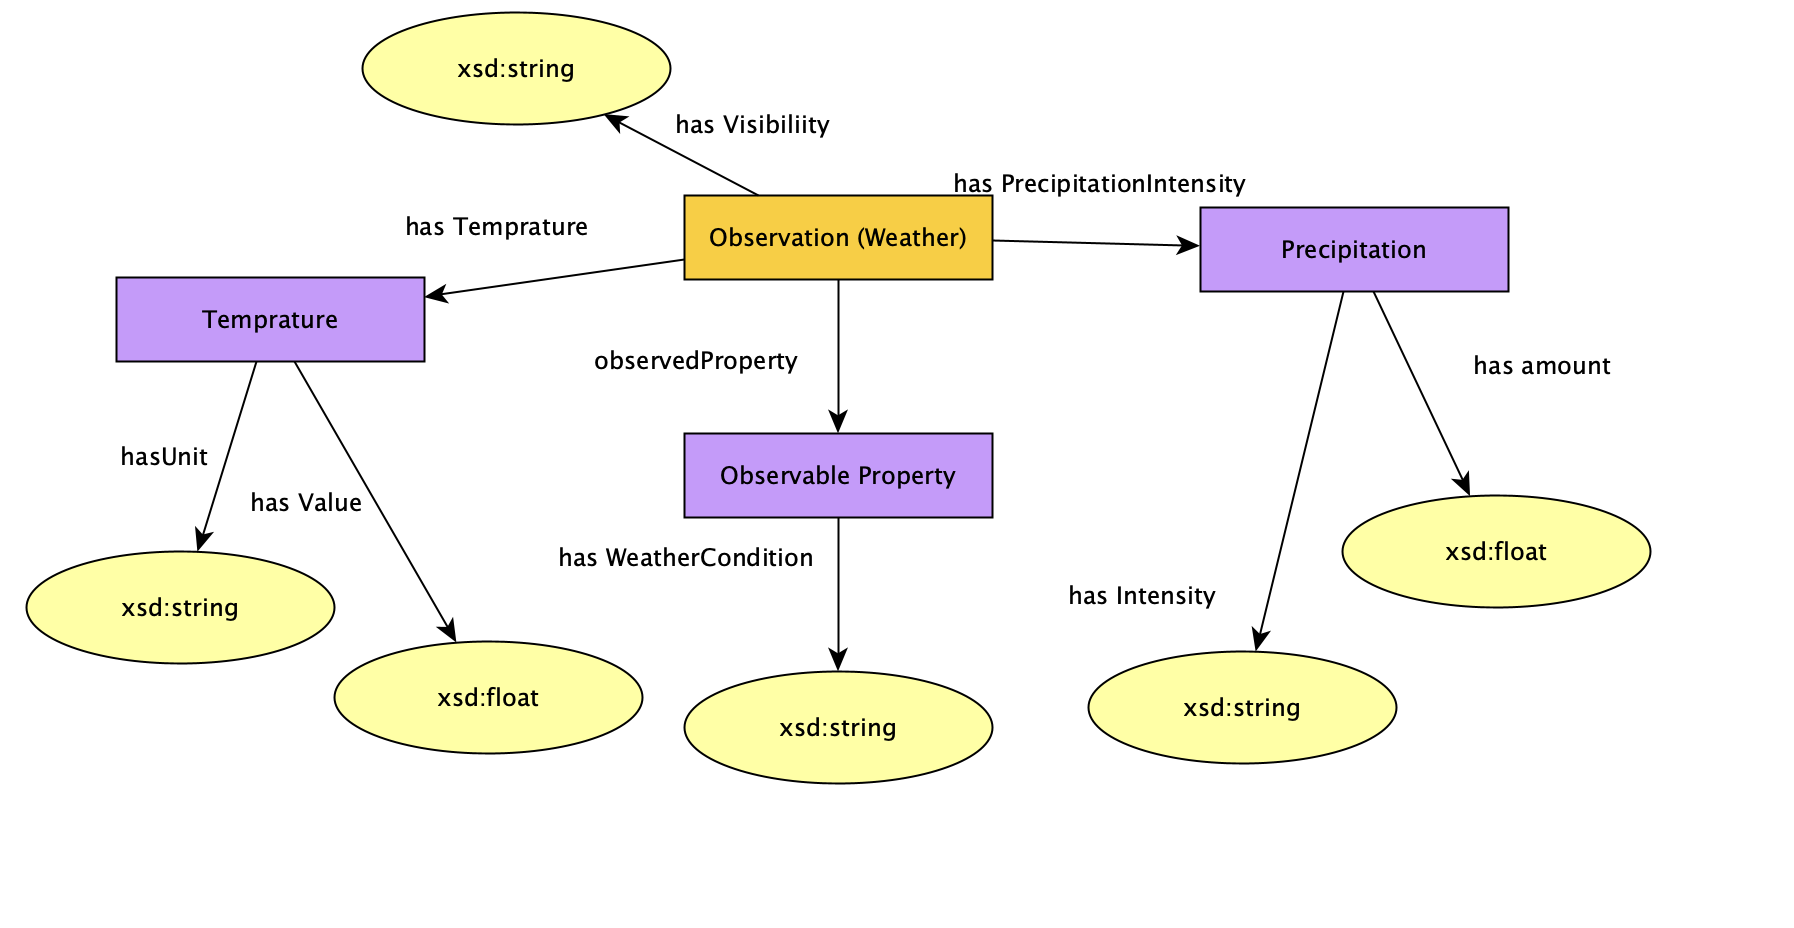 xsd:string
has Visibiliity
has PrecipitationIntensity
has Temprature
Observation (Weather)
Precipitation
Temprature
observedProperty
has amount
hasUnit
Observable Property
has Value
has WeatherCondition
xsd:float
has Intensity
xsd:string
xsd:float
xsd:string
xsd:string